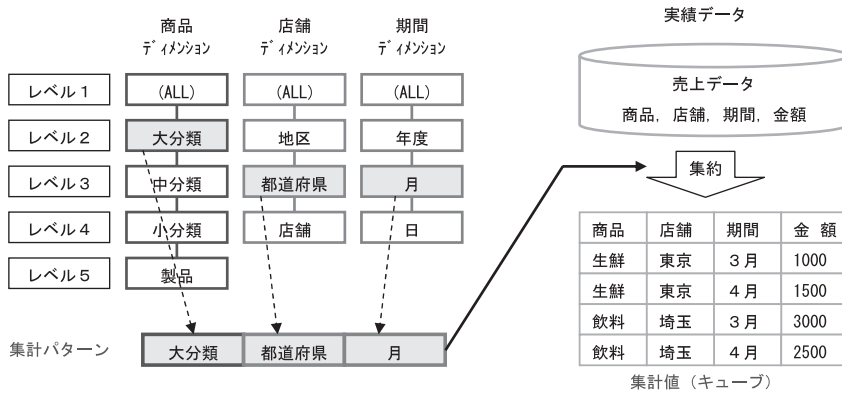 商品
ディメンション
店舗
ディメンション
期間
ディメンション
実績データ
レベル１
(ALL)
(ALL)
(ALL)
売上データ
商品，店舗，期間，金額
レベル２
大分類
地区
年度
レベル３
中分類
都道府県
月
集約
レベル４
小分類
店舗
日
レベル５
製品
商品 店舗 期間 金 額
生鮮 東京 ３月 1000
生鮮 東京 ４月 1500
飲料 埼玉 ３月 3000
飲料 埼玉 ４月 2500
集計パターン
大分類
都道府県
月
集計値（キューブ）